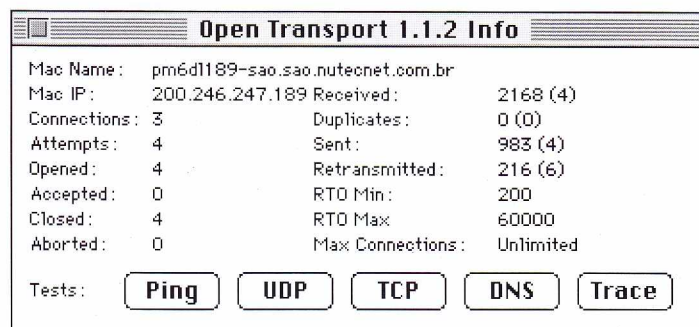 Open Transport 1.1.2 Info
Mac Name: pm6d1189-sao.sao.nutecnet.com.br
Mac IP: 200.246.247.189 Received: 2168 (4)
Connections: 3 Duplicates: 0 (0)
Attempts: 4 Sent: 983 (4)
Opened: 4 Retransmitted: 216 (6)
Accepted: 0 RTO Min: 200
Closed: 4 RTO Max 60000
Aborted: 0 Max Connections: Unlimited
Tests: Ping UDP TCP DNS Trace